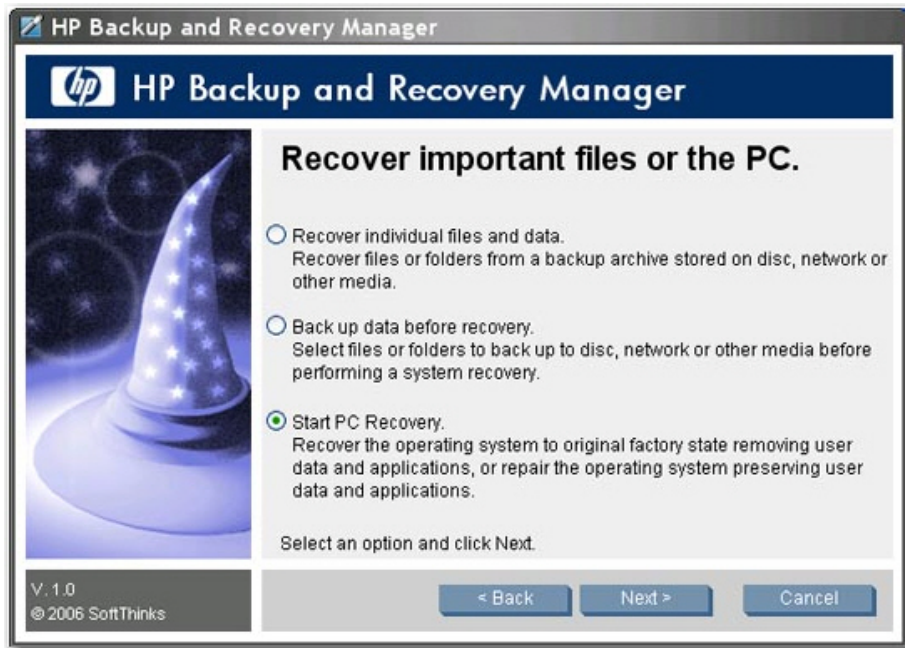 HP Backup and Recovery Manager
hp HP Backup and Recovery Manager
Recover important files or the PC.
Recover individual files and data.
Recover files or folders from a backup archive stored on disc, network or
other media.
Back up data before recovery.
Select files or folders to back up to disc, network or other media before
performing a system recovery.
Start PC Recovery.
Recover the operating system to original factory state removing user
data and applications, or repair the operating system preserving user
data and applications.
Select an option and click Next.
V. 1.0
© 2006 SoftThinks
< Back Next > Cancel